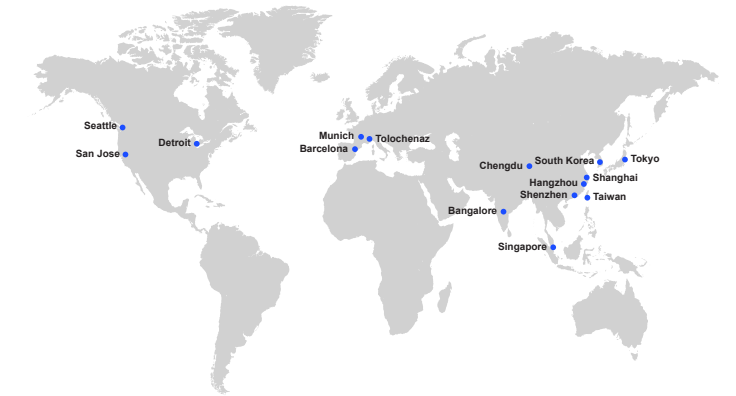 Seattle
Detroit
San Jose
Munich
Tolochenaz
Barcelona
South Korea
Tokyo
Chengdu
Shanghai
Hangzhou
Shenzhen
Taiwan
Bangalore
Singapore